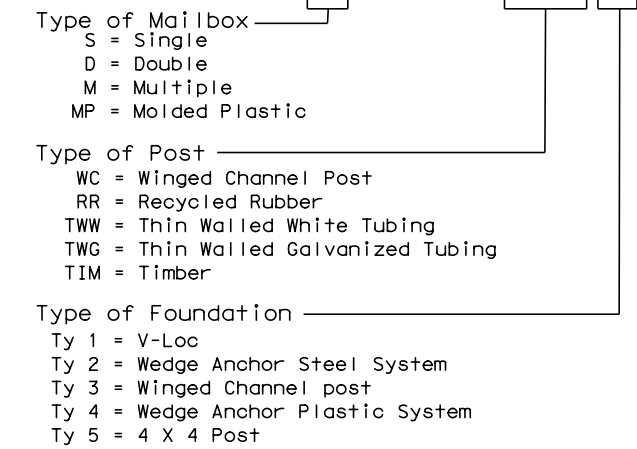 Type of Mailbox
S = Single
D = Double
M = Multiple
MP = Molded Plastic
Type of Post
WC = Winged Channel Post
RR = Recycled Rubber
TWW = Thin Walled White Tubing
TWG = Thin Walled Galvanized Tubing
TIM = Timber
Type of Foundation
Ty 1 = V-Loc
Ty 2 = Wedge Anchor Steel System
Ty 3 = Winged Channel post
Ty 4 = Wedge Anchor Plastic System
Ty 5 = 4 X 4 Post